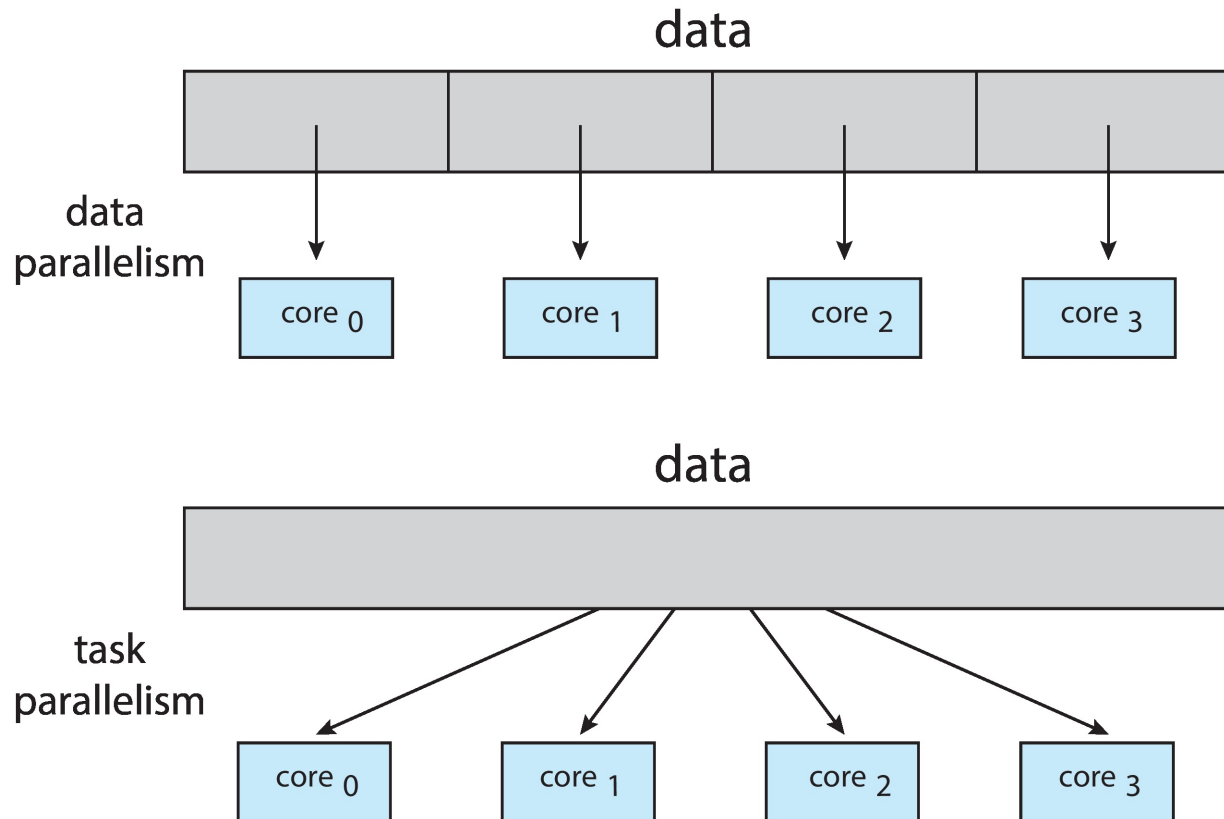 data
data
parallelism
core 0 core 1 core 2 core 3
data
task
parallelism
core 0 core 1 core 2 core 3